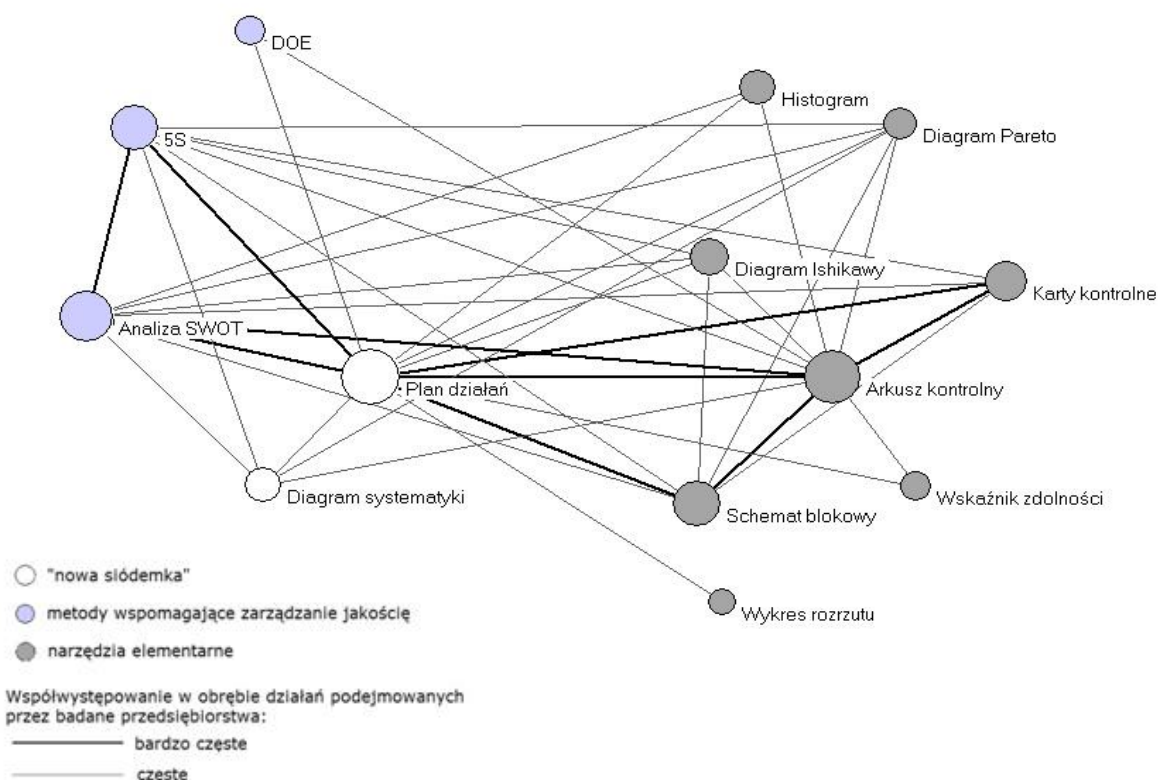 DOE
Histogram
5S
Diagram Pareto
Diagram Ishikawy
Karty kontrolne
Analiza SWOT
Plan działań
Arkusz kontrolny
Diagram systematyki
Wskaźnik zdolności
Schemat blokowy
Wykres rozrzutu
"nowa siódemka"
metody wspomagające zarządzanie jakością
narzędzia elementarne
Współwystępowanie w obrębie działań podejmowanych
przez badane przedsiębiorstwa:
bardzo częste
częste